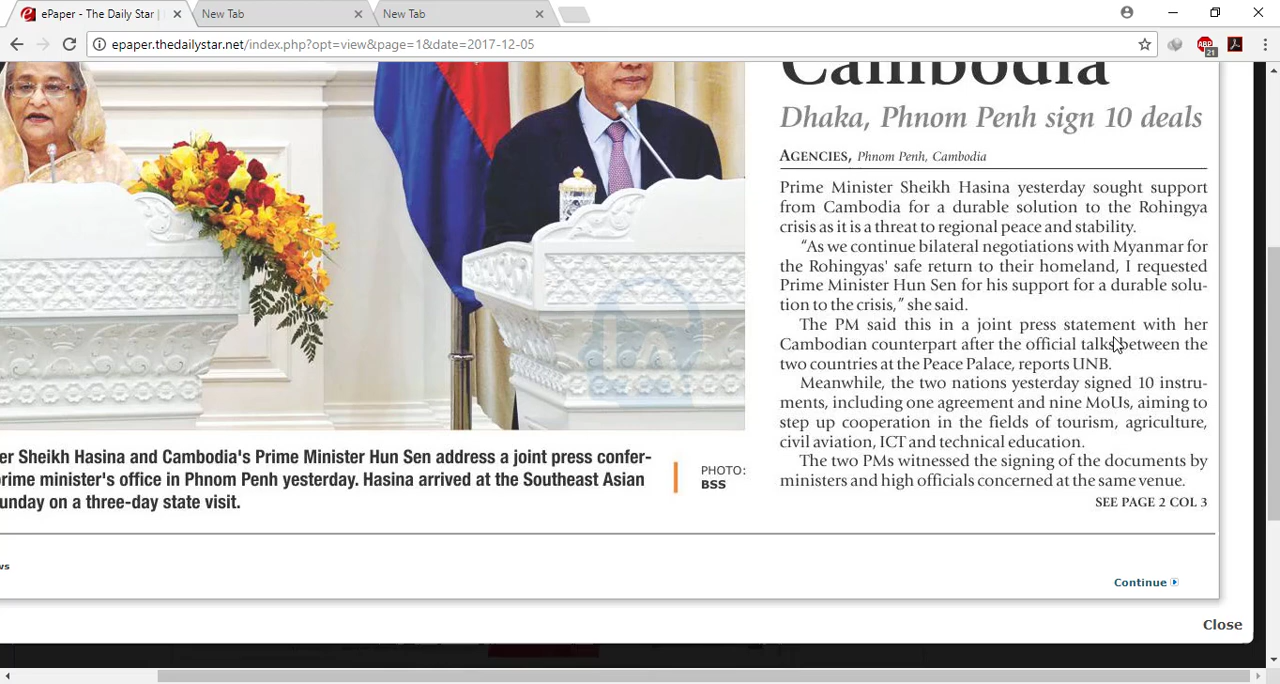 ePaper - The Daily Star |
New Tab
New Tab
epaper.thedailystar.net/index.php?opt=view&page=1&date=2017-12-05
ABP
21
Cambodia
Dhaka, Phnom Penh sign 10 deals
AGENCIES, Phnom Penh, Cambodia
Prime Minister Sheikh Hasina yesterday sought support
from Cambodia for a durable solution to the Rohingya
crisis as it is a threat to regional peace and stability.
“As we continue bilateral negotiations with Myanmar for
the Rohingyas' safe return to their homeland, I requested
Prime Minister Hun Sen for his support for a durable solu-
tion to the crisis,” she said.
The PM said this in a joint press statement with her
Cambodian counterpart after the official talks between the
two countries at the Peace Palace, reports UNB.
Meanwhile, the two nations yesterday signed 10 instru-
ments, including one agreement and nine MoUs, aiming to
step up cooperation in the fields of tourism, agriculture,
civil aviation, ICT and technical education.
The two PMs witnessed the signing of the documents by
ministers and high officials concerned at the same venue.
SEE PAGE 2 COL 3
er Sheikh Hasina and Cambodia's Prime Minister Hun Sen address a joint press confer-
prime minister's office in Phnom Penh yesterday. Hasina arrived at the Southeast Asian
unday on a three-day state visit.
PHOTO:
BSS
ws
Continue
Close